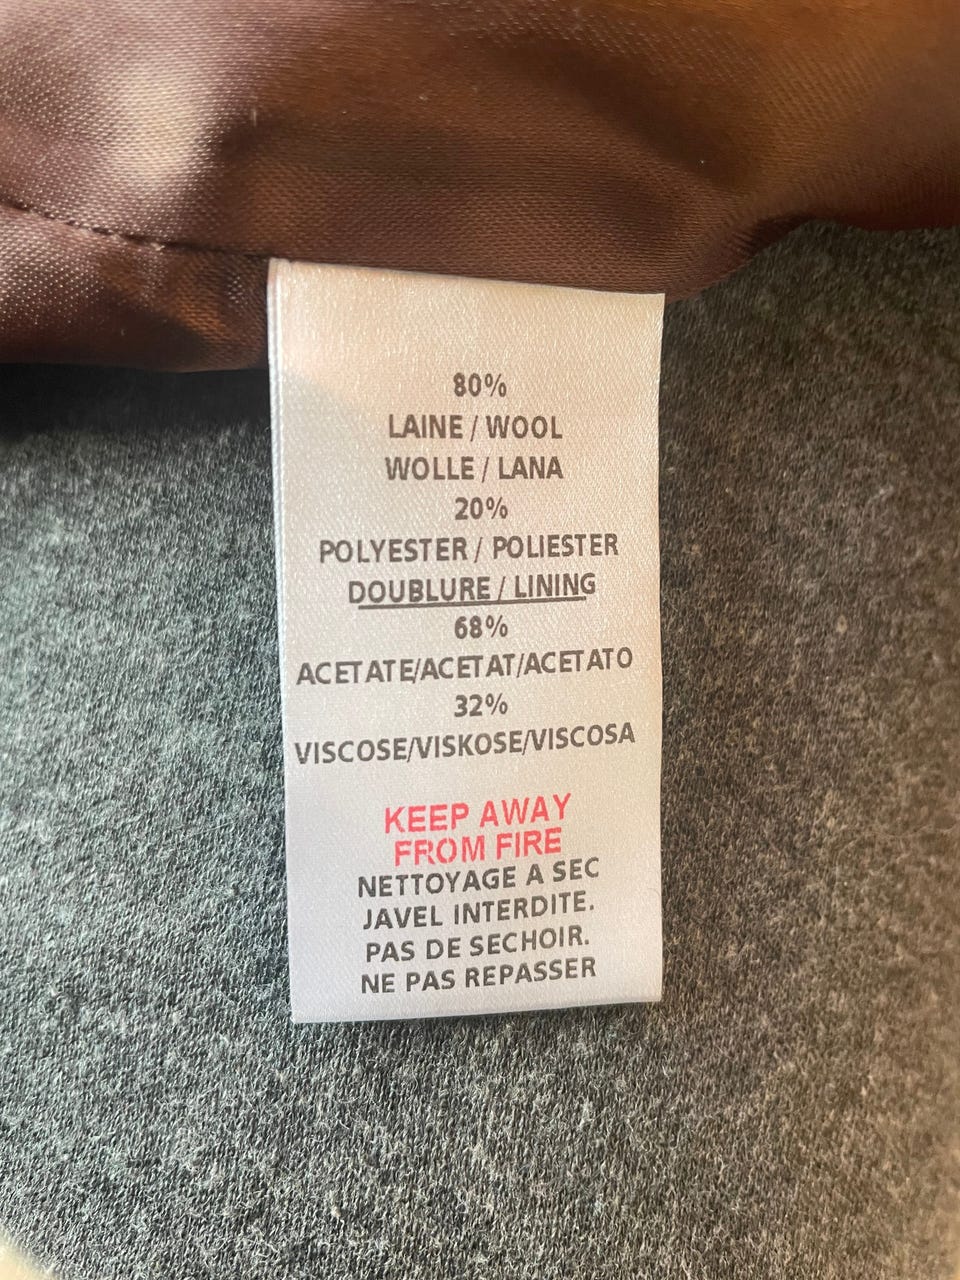 80%
LAINE / WOOL
WOLLE / LANA
20%
POLYESTER / POLIESTER
DOUBLURE / LINING
68%
ACETATE/ACETAT/ACETATO
32%
VISCOSE/VISKOSE/VISCOSA
KEEP AWAY
FROM FIRE
NETTOYAGE A SEC
JAVEL INTERDITE.
PAS DE SECHOIR.
NE PAS REPASSER